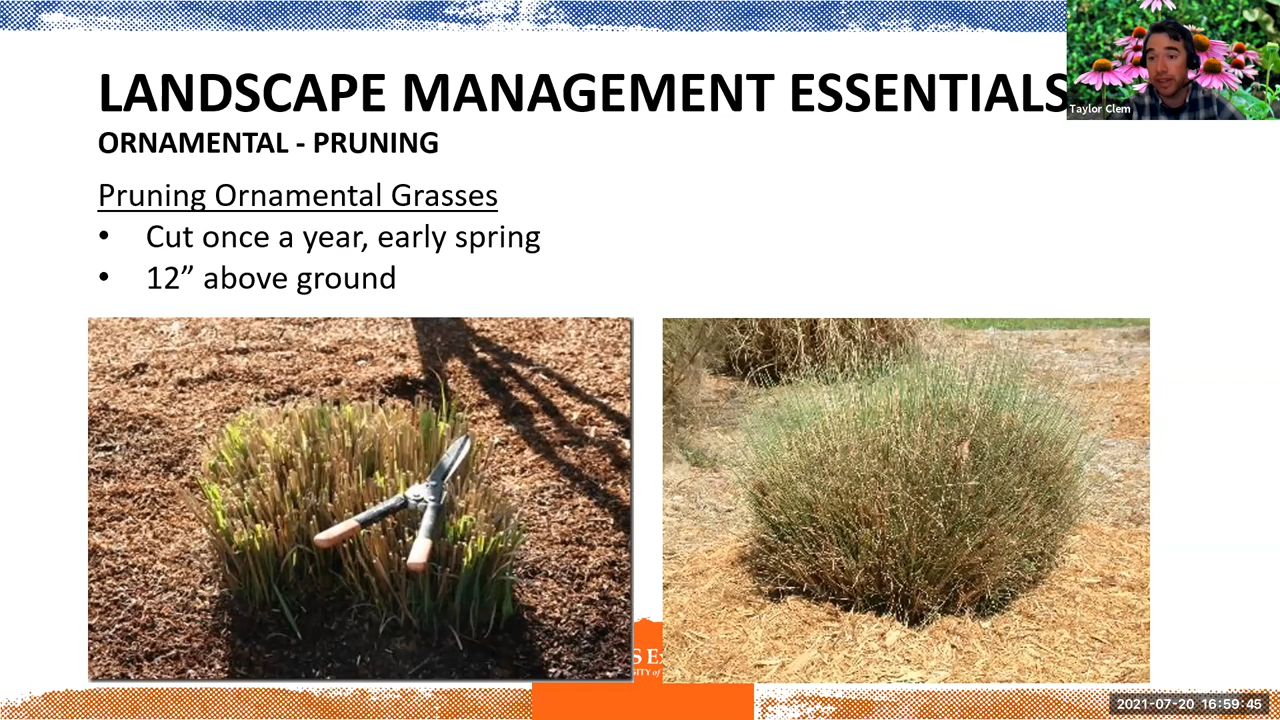 LANDSCAPE MANAGEMENT ESSENTIALS
Taylor Clem
ORNAMENTAL - PRUNING
Pruning Ornamental Grasses
• Cut once a year, early spring
• 12” above ground
2021-07-20 16:59:45